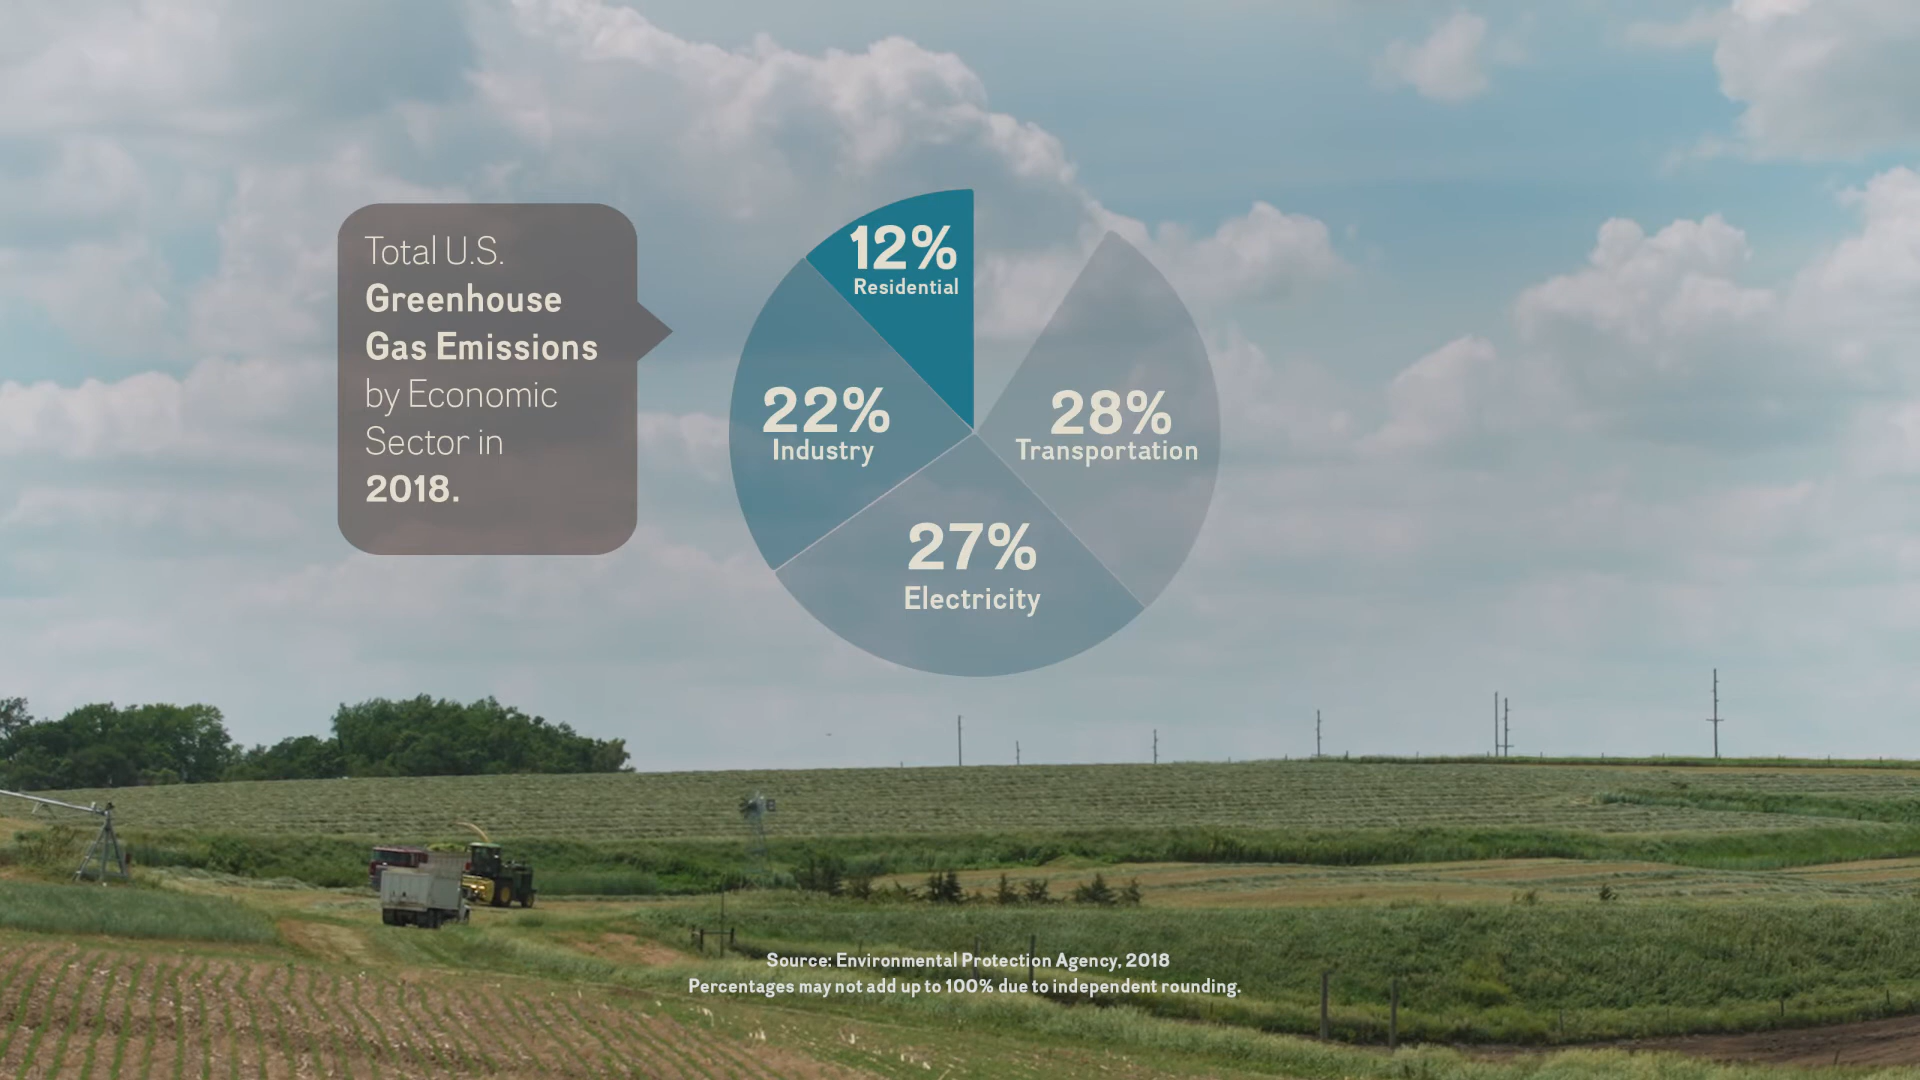 Total U.S.
Greenhouse
Gas Emissions
by Economic
Sector in
2018.
12%
Residential
22%
Industry
28%
Transportation
27%
Electricity
Source: Environmental Protection Agency, 2018
Percentages may not add up to 100% due to independent rounding.